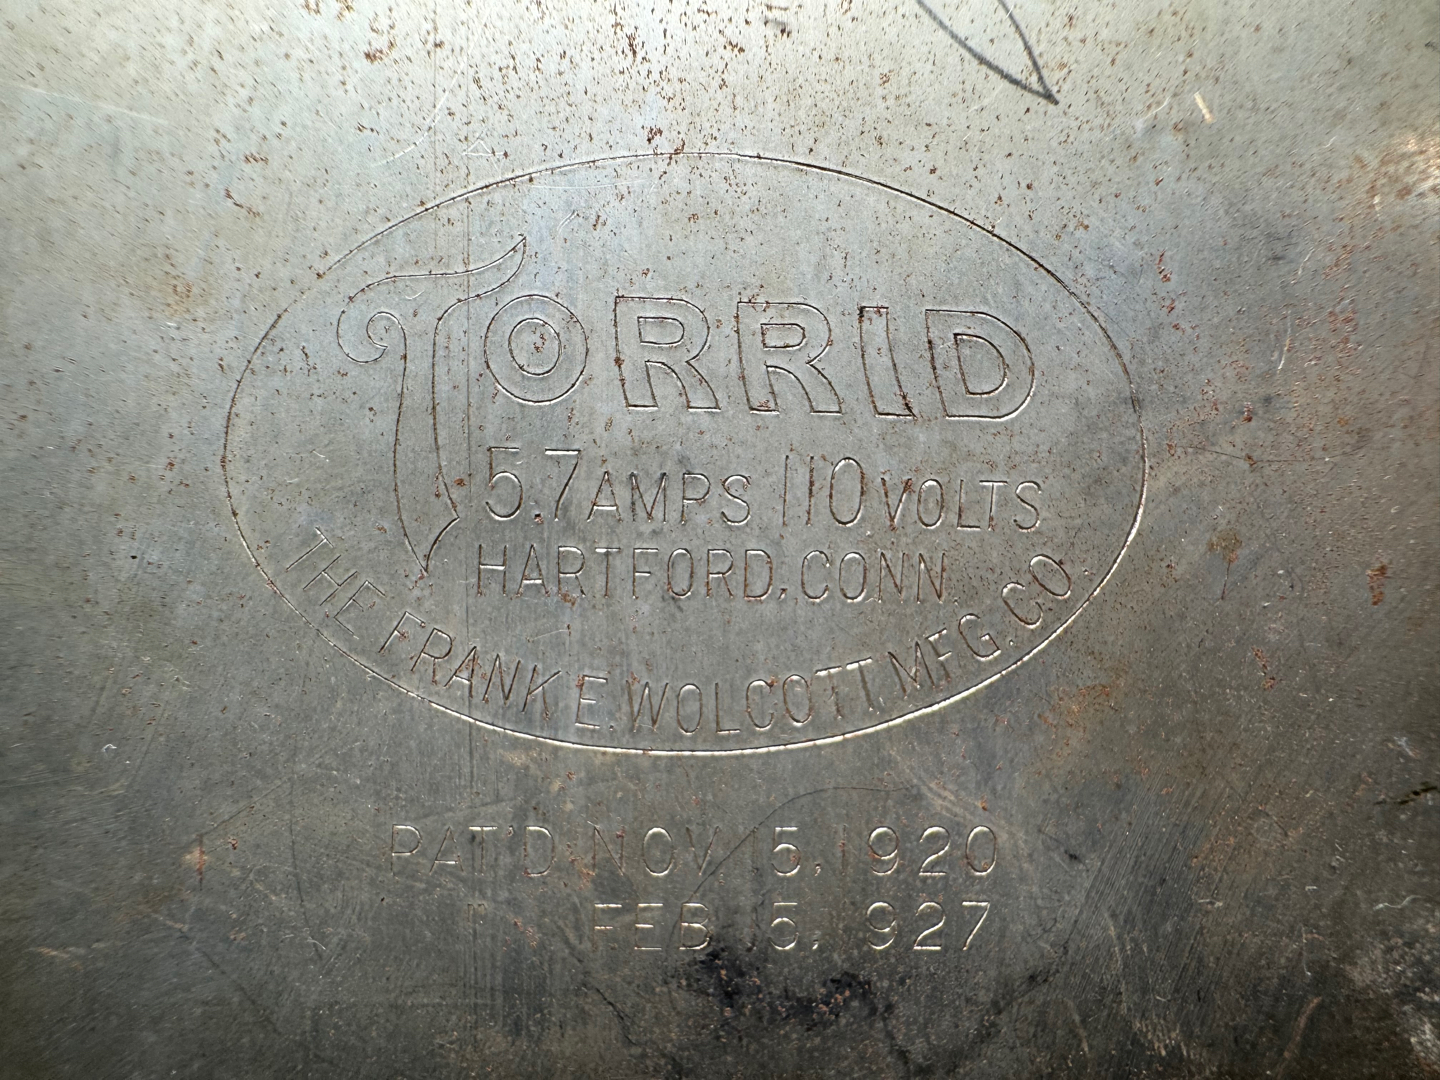 TORRID
5.7 AMPS 110 VOLTS
HARTFORD, CONN.
THE FRANK E. WOLCOTT MFG. CO.
PAT'D NOV. 15, 1920
" FEB. 15, 1927